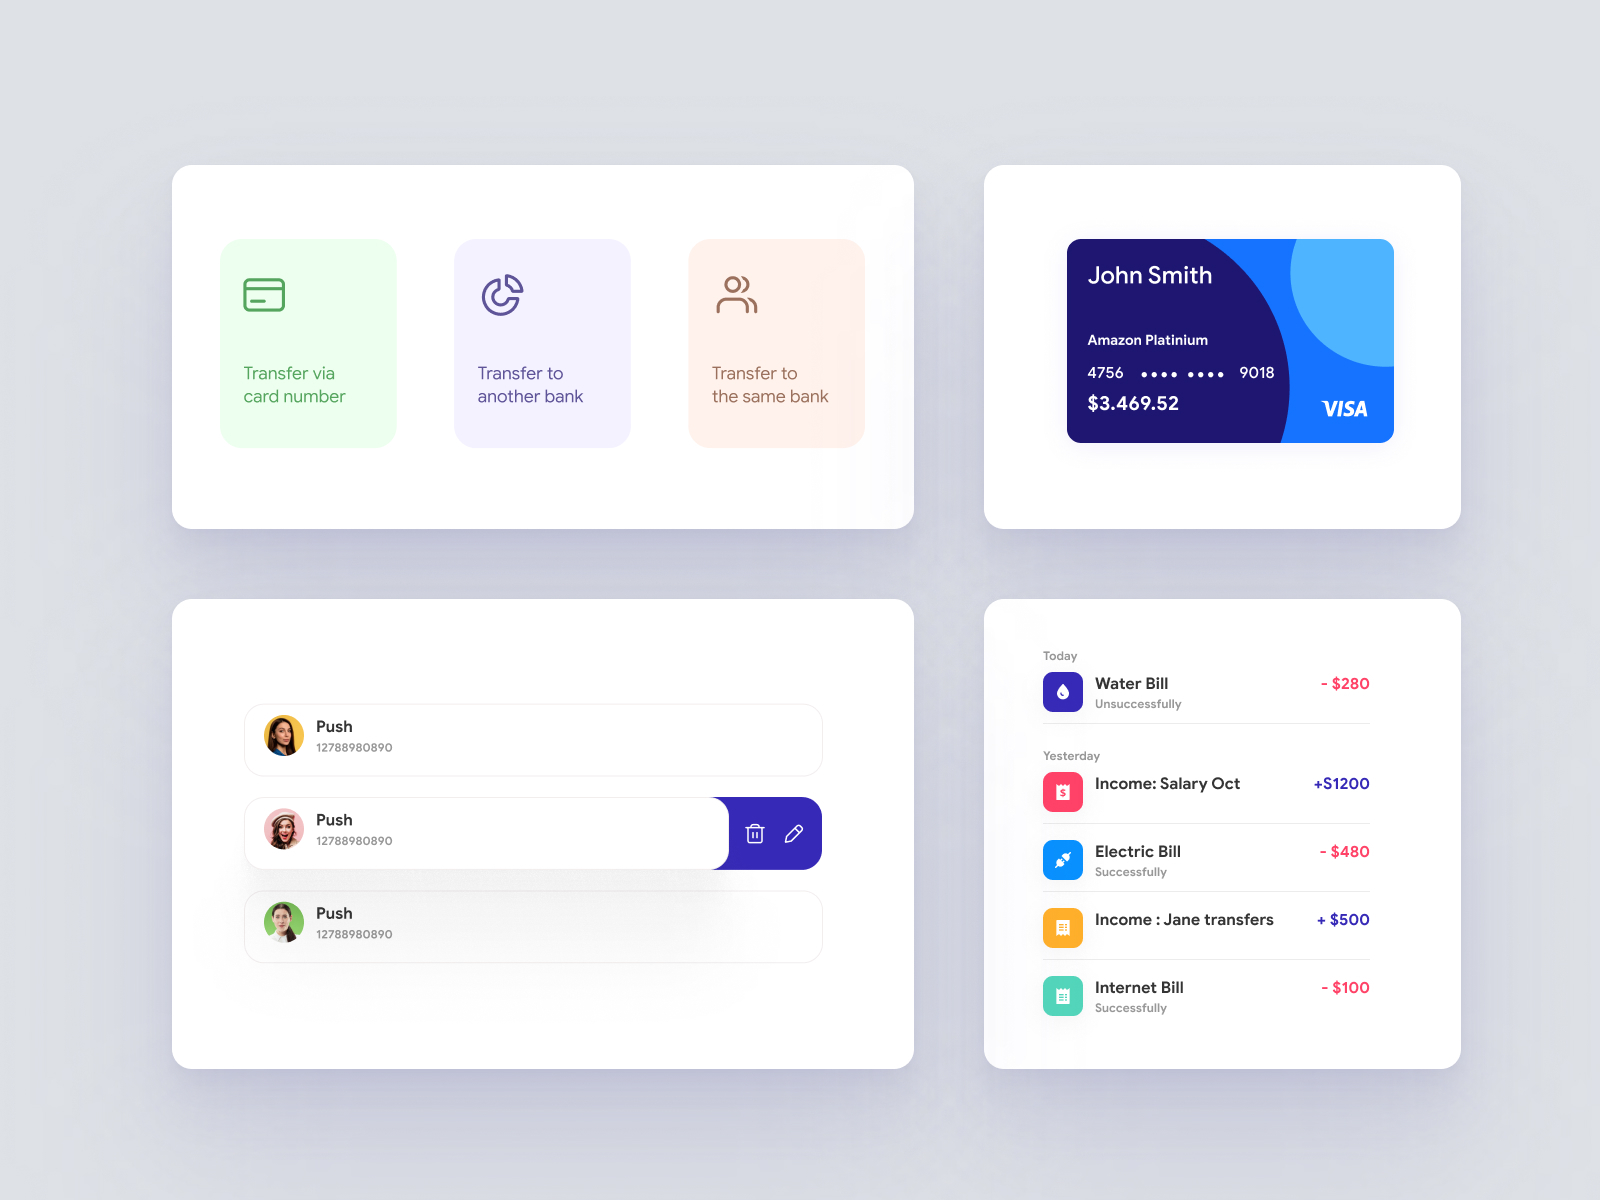 Transfer via
card number
Transfer to
another bank
Transfer to
the same bank
John Smith
Amazon Platinium
4756 •••• •••• 9018
$3.469.52
VISA
Push
12788980890
Push
12788980890
Push
12788980890
Today
Water Bill - $280
Unsuccessfully
Yesterday
Income: Salary Oct +S1200
Electric Bill - $480
Successfully
Income : Jane transfers + $500
Internet Bill - $100
Successfully